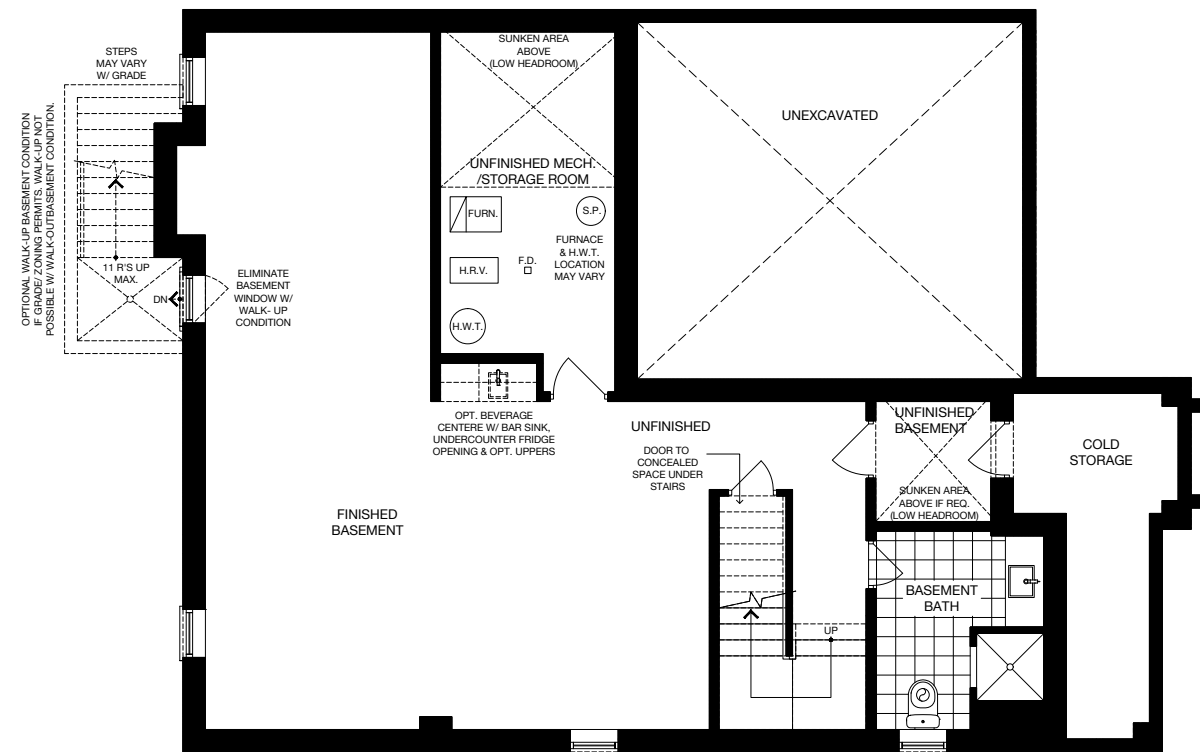 STEPS
MAY VARY
W/ GRADE
OPTIONAL WALK-UP BASEMENT CONDITION
IF GRADE/ ZONING PERMITS. WALK-UP NOT
POSSIBLE W/ WALK-OUTBASEMENT CONDITION.
11 R'S UP
MAX.
DN
ELIMINATE
BASEMENT
WINDOW W/
WALK- UP
CONDITION
SUNKEN AREA
ABOVE
(LOW HEADROOM)
UNFINISHED MECH.
/STORAGE ROOM
FURN.
S.P.
H.R.V.
F.D.
FURNACE
& H.W.T.
LOCATION
MAY VARY
H.W.T.
UNEXCAVATED
OPT. BEVERAGE
CENTERE W/ BAR SINK,
UNDERCOUNTER FRIDGE
OPENING & OPT. UPPERS
UNFINISHED
DOOR TO
CONCEALED
SPACE UNDER
STAIRS
UNFINISHED
BASEMENT
SUNKEN AREA
ABOVE IF REQ.
(LOW HEADROOM)
COLD
STORAGE
FINISHED
BASEMENT
BASEMENT
BATH
UP